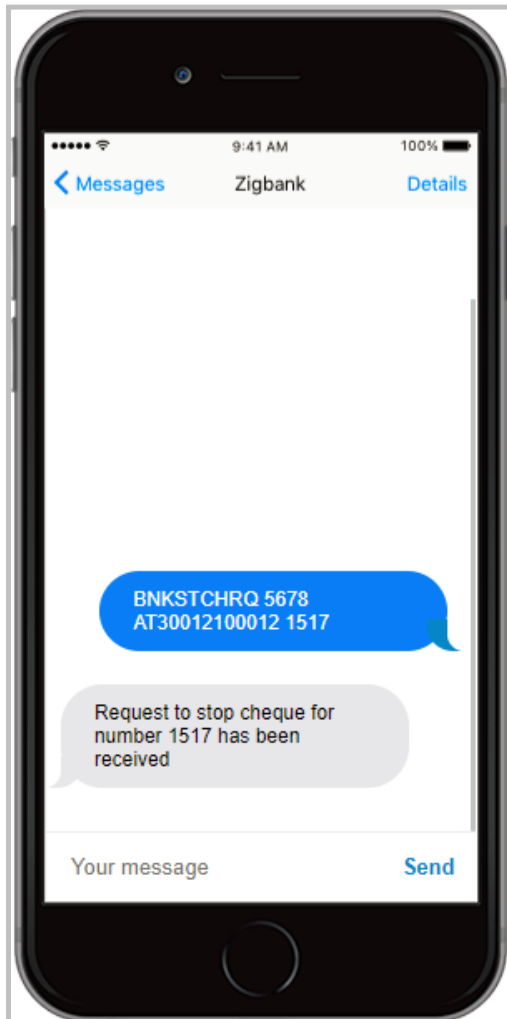 9:41 AM 100%
Messages Zigbank Details
BNKSTCHRQ 5678
AT30012100012 1517
Request to stop cheque for
number 1517 has been
received
Your message Send